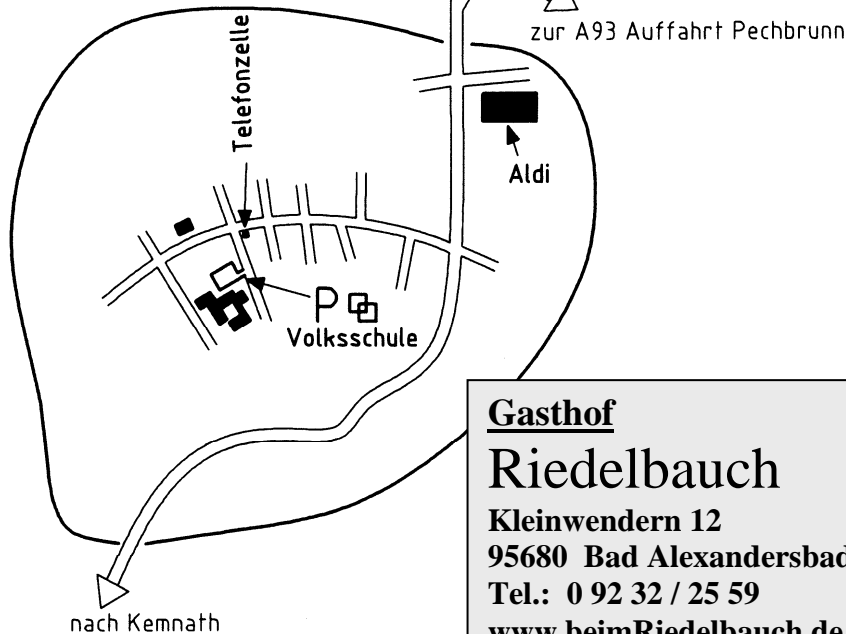 zur A93 Auffahrt Pechbrunn
Telefonzelle
Aldi
P
Volksschule
Gasthof
Riedelbauch
Kleinwendern 12
95680 Bad Alexandersbad
Tel.: 0 92 32 / 25 59
www.beimRiedelbauch.de
nach Kemnath